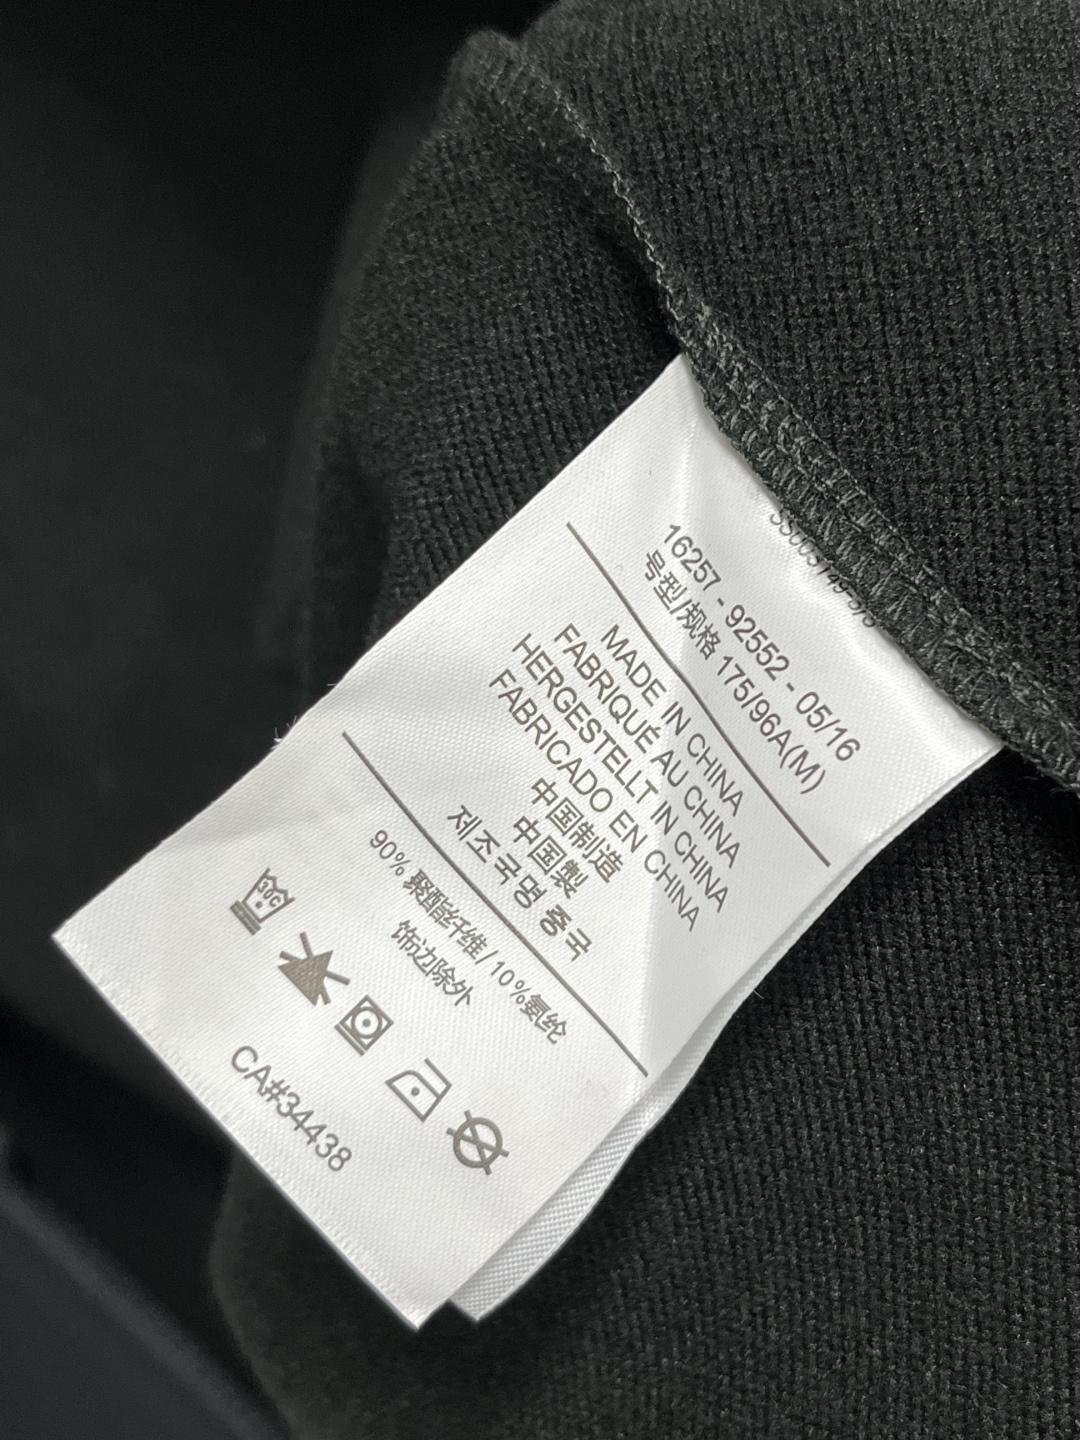 16257 - 92552 - 05/16
号型/规格 175/96A(M)
MADE IN CHINA
FABRIQUÉ AU CHINA
HERGESTELLT IN CHINA
FABRICADO EN CHINA
中国制造
中国製
제조국명 중국
90% 聚酯纤维 / 10%氨纶
饰边除外
30C
CA#34438